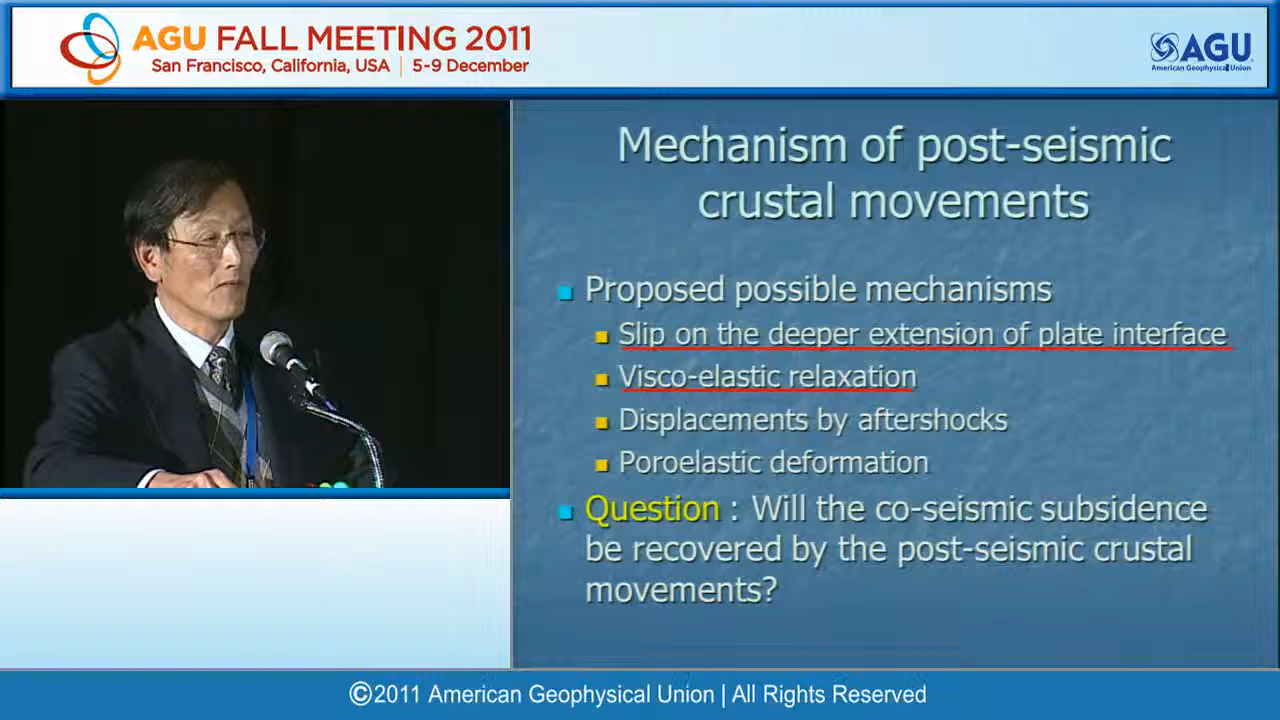 AGU FALL MEETING 2011
San Francisco, California, USA | 5-9 December
AGU
American Geophysical Union
Mechanism of post-seismic
crustal movements
Proposed possible mechanisms
Slip on the deeper extension of plate interface
Visco-elastic relaxation
Displacements by aftershocks
Poroelastic deformation
Question : Will the co-seismic subsidence
be recovered by the post-seismic crustal
movements?
©2011 American Geophysical Union | All Rights Reserved